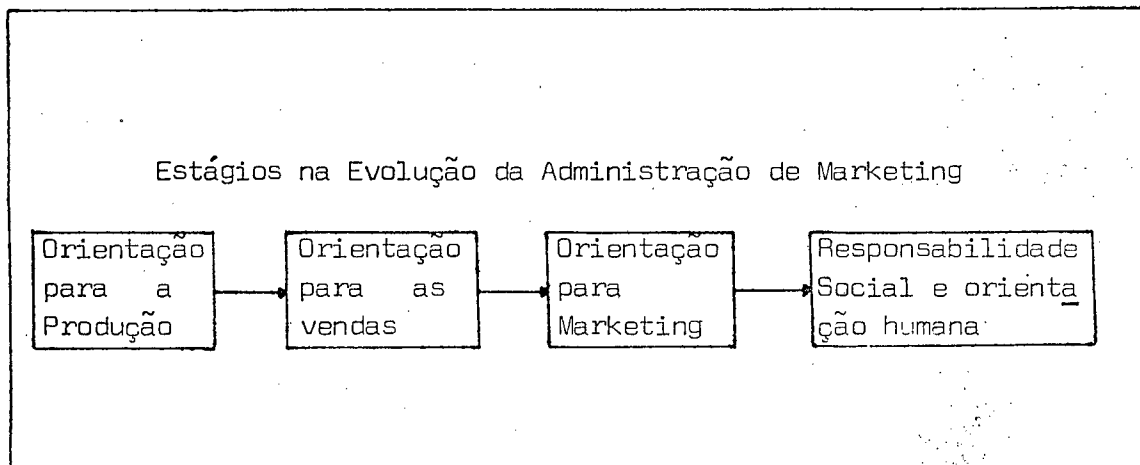 Estágios na Evolução da Administração de Marketing
Orientação
para a
Produção
Orientação
para as
vendas
Orientação
para
Marketing
Responsabilidade
Social e orienta
ção humana